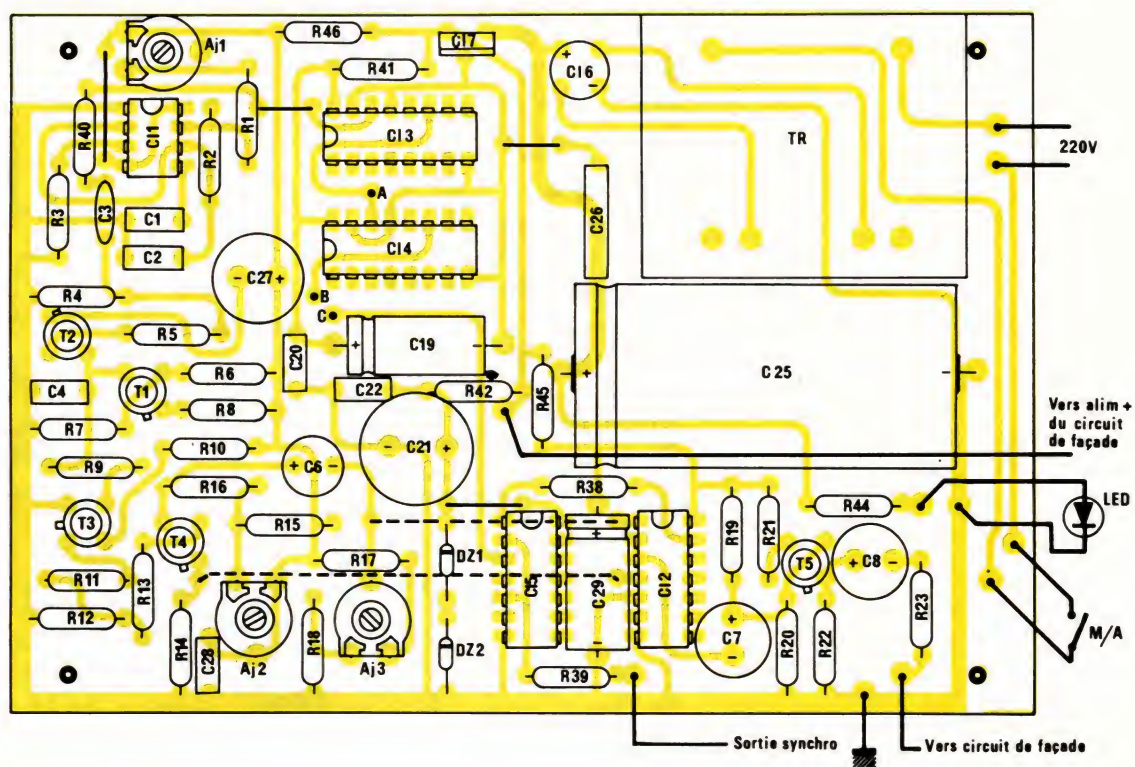 R46
Aj1
C17
R41
C16
TR
220V
R40
CI1
R2
R1
CI3
A
R3
C3
C1
C2
CI4
C26
C27
- +
B
C
R4
T2
R5
C20
C19
C25
R6
C4
T1
R8
C22
R42
R45
R7
C21
Vers alim +
du circuit
de façade
R10
R9
C6
R16
R38
R44
LED
T3
T4
R15
R17
DZ1
CI5
C29
CI2
R19
R21
T5
C8
R23
R11
R13
R12
R14
C28
Aj2
R18
Aj3
DZ2
R39
C7
R20
R22
M/A
Sortie synchro
Vers circuit de façade